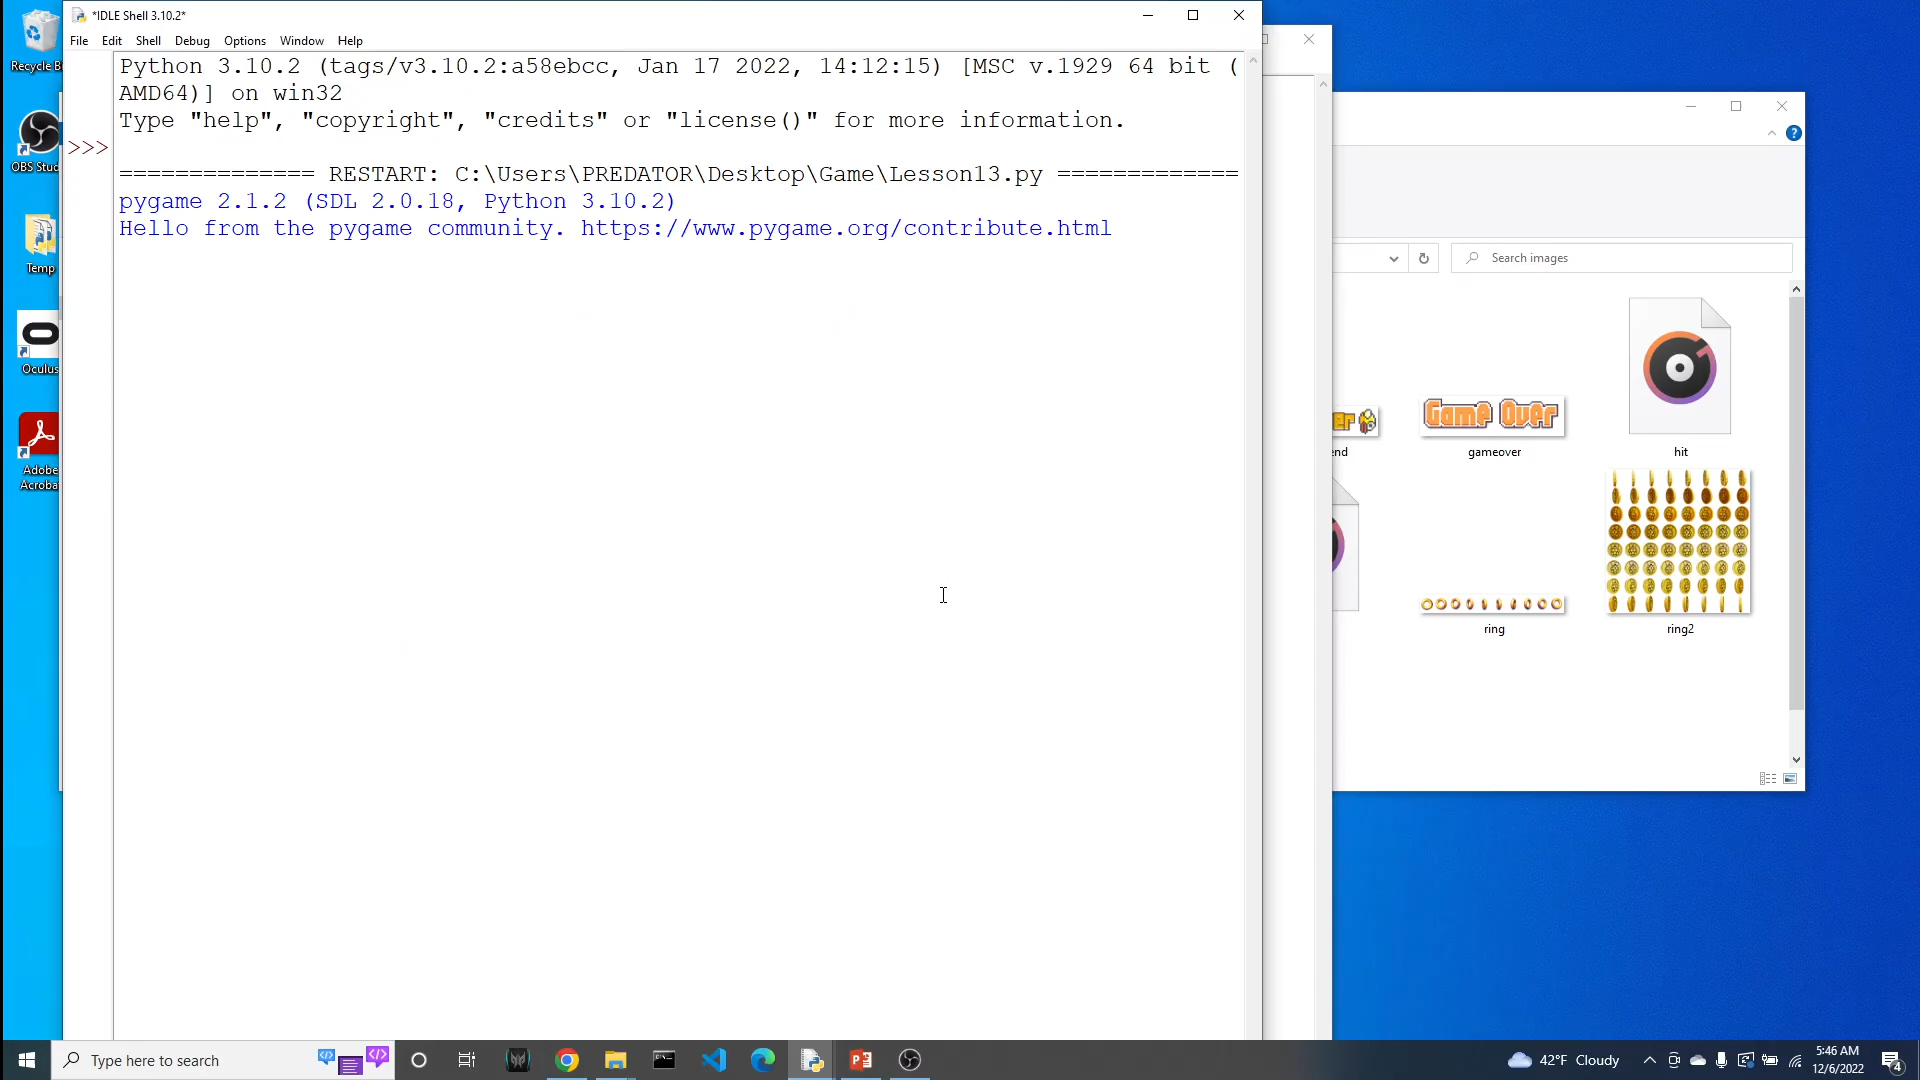 *IDLE Shell 3.10.2*
File Edit Shell Debug Options Window Help
Python 3.10.2 (tags/v3.10.2:a58ebcc, Jan 17 2022, 14:12:15) [MSC v.1929 64 bit (
AMD64)] on win32
Type "help", "copyright", "credits" or "license()" for more information.
>>>
============== RESTART: C:\Users\PREDATOR\Desktop\Game\Lesson13.py =============
pygame 2.1.2 (SDL 2.0.18, Python 3.10.2)
Hello from the pygame community. https://www.pygame.org/contribute.html
Recycle B
OBS Stud
Temp
Oculus
Adobe
Acroba
Search images
er
Game Over
end
gameover
hit
ring
ring2
Type here to search
42°F Cloudy
5:46 AM
12/6/2022
4